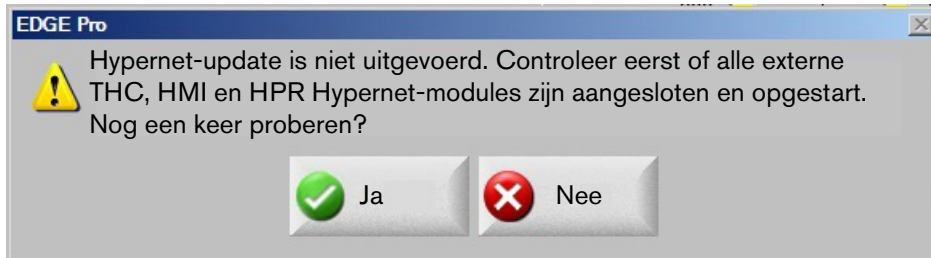 EDGE Pro
Hypernet-update is niet uitgevoerd. Controleer eerst of alle externe
THC, HMI en HPR Hypernet-modules zijn aangesloten en opgestart.
Nog een keer proberen?
Ja
Nee